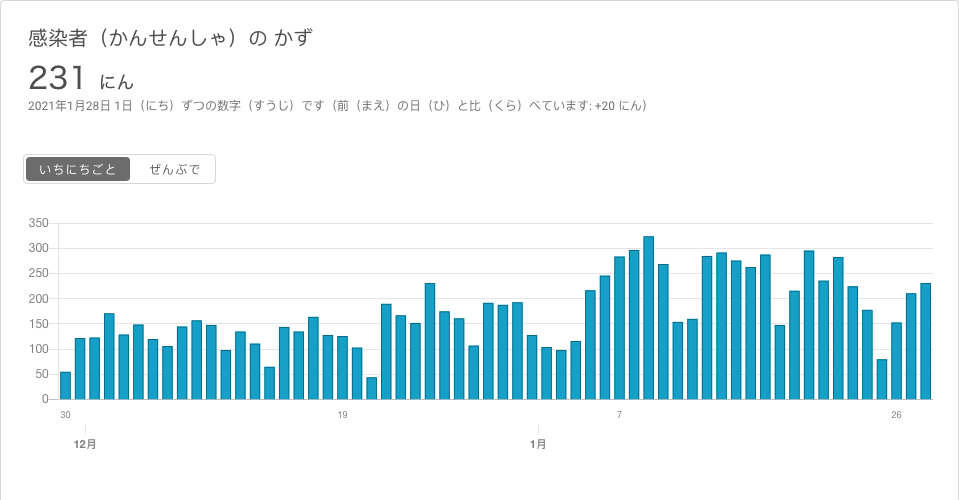 感染者（かんせんしゃ）の かず
231 にん
2021年1月28日 1日（にち）ずつの数字（すうじ）です（前（まえ）の日（ひ）と比（くら）べています: +20 にん）
いちにちごと ぜんぶで
350
300
250
200
150
100
50
0
30 19 7 26
12月 1月